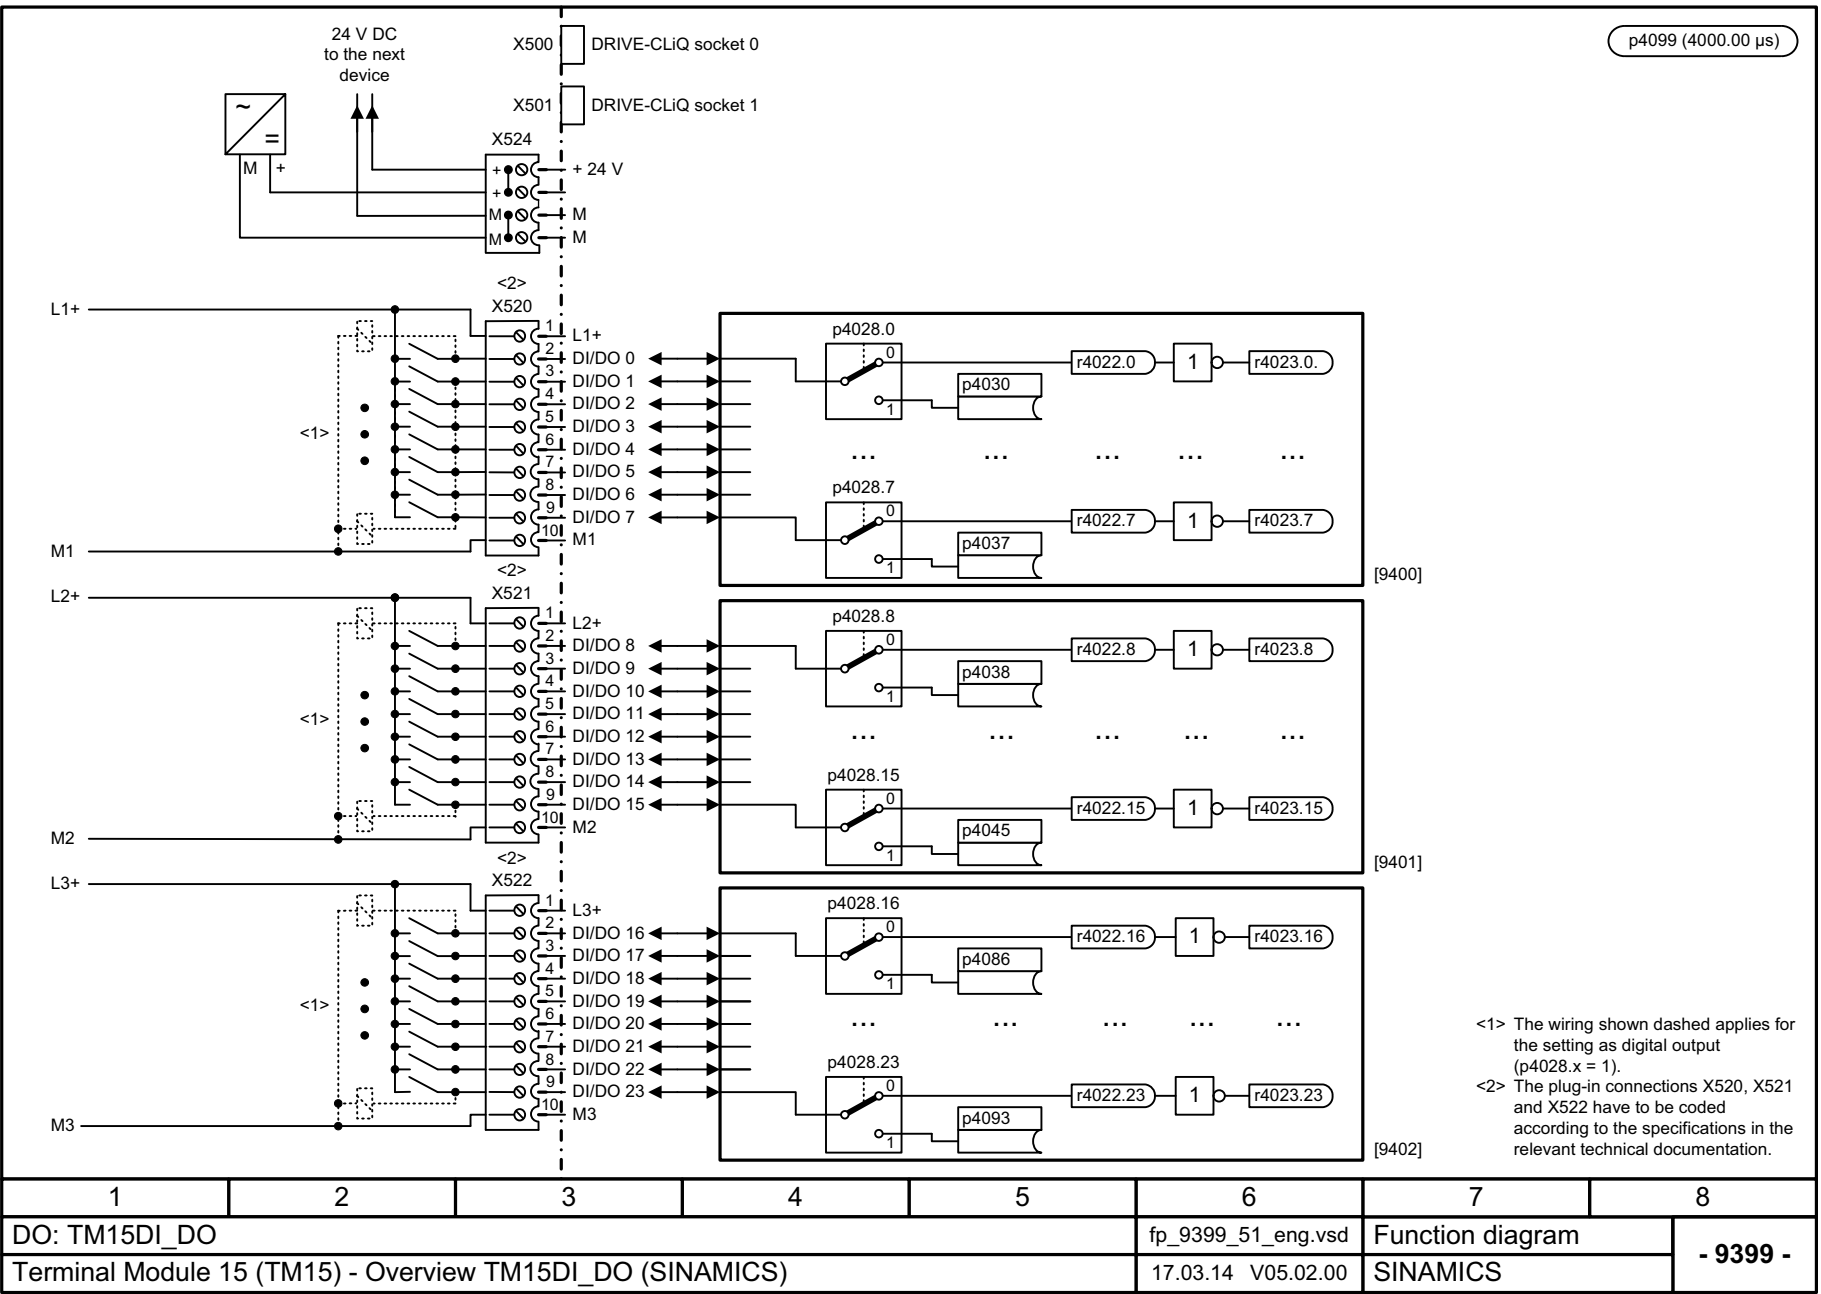 24 V DC
to the next
device
X500 DRIVE-CLiQ socket 0
p4099 (4000.00 µs)
X501 DRIVE-CLiQ socket 1
~
=
M +
X524
+ + 24 V
+
M M
M M
<2>
X520
L1+
1 L1+
2 DI/DO 0
3 DI/DO 1
4 DI/DO 2
5 DI/DO 3
6 DI/DO 4
7 DI/DO 5
8 DI/DO 6
9 DI/DO 7
10 M1
<1>
M1
p4028.0
0
1
p4030
r4022.0 1 r4023.0.
... ... ... ... ...
p4028.7
0
1
p4037
r4022.7 1 r4023.7
[9400]
<2>
X521
L2+
1 L2+
2 DI/DO 8
3 DI/DO 9
4 DI/DO 10
5 DI/DO 11
6 DI/DO 12
7 DI/DO 13
8 DI/DO 14
9 DI/DO 15
10 M2
<1>
M2
p4028.8
0
1
p4038
r4022.8 1 r4023.8
... ... ... ... ...
p4028.15
0
1
p4045
r4022.15 1 r4023.15
[9401]
<2>
X522
L3+
1 L3+
2 DI/DO 16
3 DI/DO 17
4 DI/DO 18
5 DI/DO 19
6 DI/DO 20
7 DI/DO 21
8 DI/DO 22
9 DI/DO 23
10 M3
<1>
M3
p4028.16
0
1
p4086
r4022.16 1 r4023.16
... ... ... ... ...
p4028.23
0
1
p4093
r4022.23 1 r4023.23
[9402]
<1> The wiring shown dashed applies for
the setting as digital output
(p4028.x = 1).
<2> The plug-in connections X520, X521
and X522 have to be coded
according to the specifications in the
relevant technical documentation.
1 2 3 4 5 6 7 8
DO: TM15DI_DO fp_9399_51_eng.vsd Function diagram
- 9399 -
Terminal Module 15 (TM15) - Overview TM15DI_DO (SINAMICS) 17.03.14 V05.02.00 SINAMICS